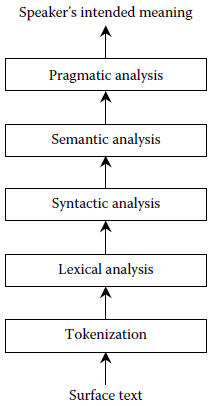 Speaker's intended meaning
Pragmatic analysis
Semantic analysis
Syntactic analysis
Lexical analysis
Tokenization
Surface text